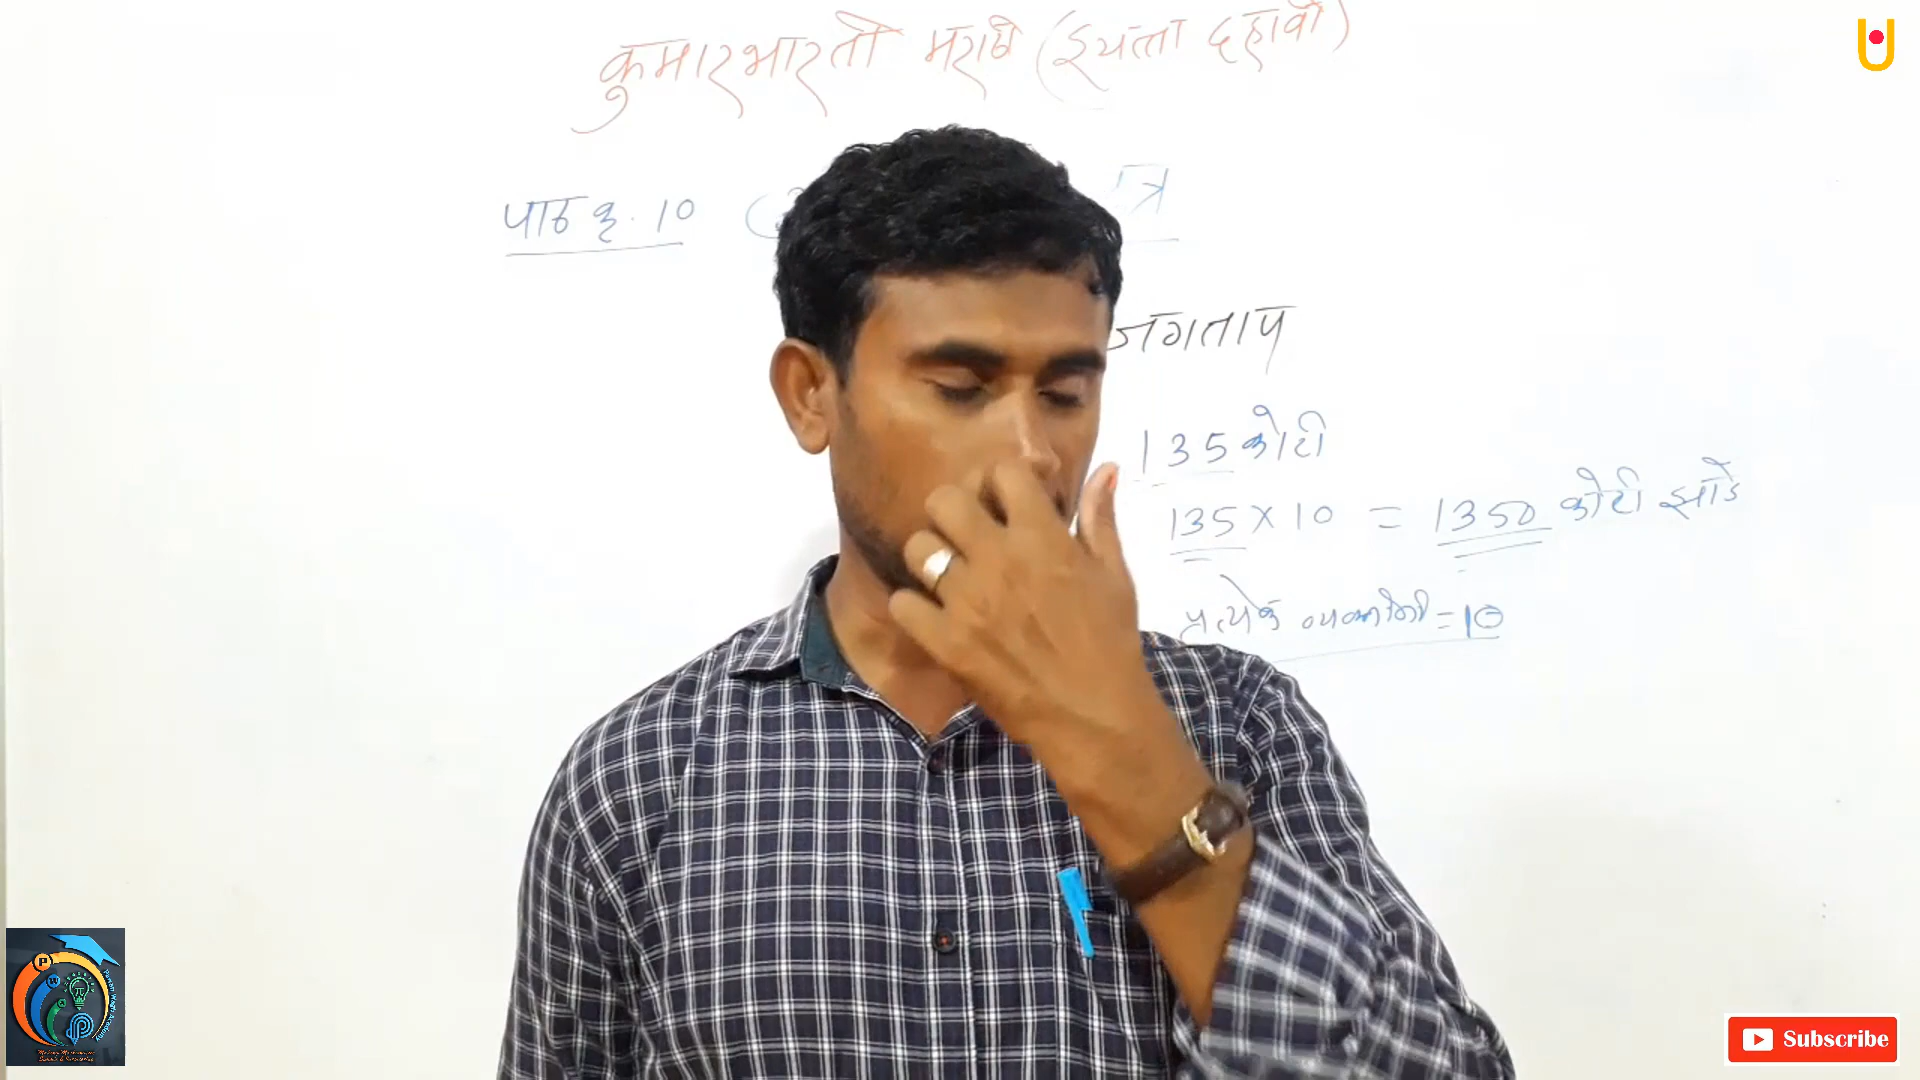 कुमारभारती मराठी (इयत्ता दहावी)
पाठ क्र. 10
जगताप
135 कोटी
135 × 10 = 1350 कोटी झाडे
प्रत्येक व्यक्तीनी = 10
Subscribe